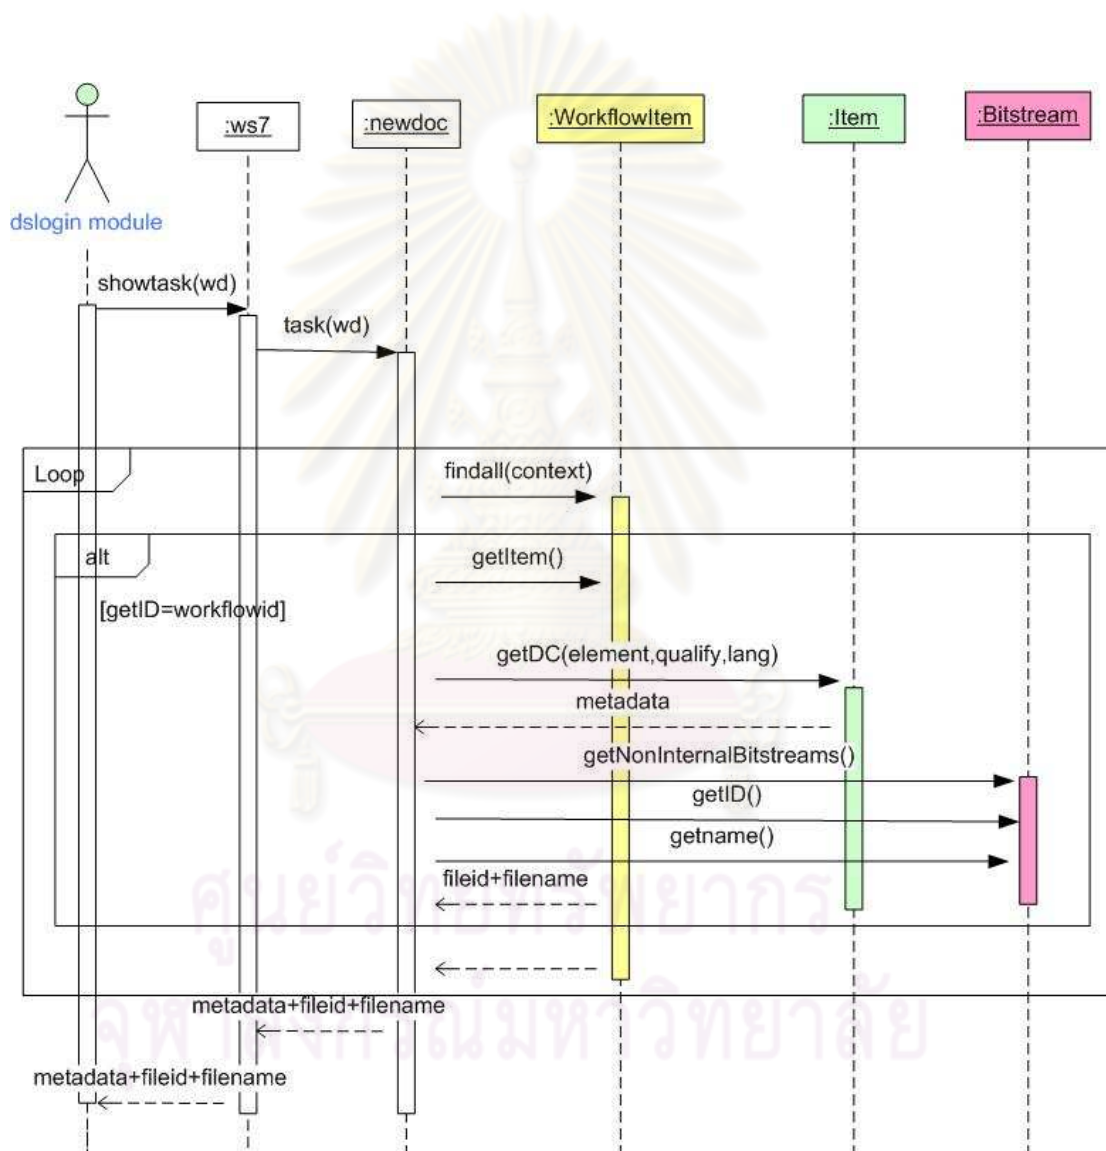 :ws7
:newdoc
:WorkflowItem
:Item
:Bitstream
dslogin module
showtask(wd)
task(wd)
Loop
findall(context)
alt
getItem()
[getID=workflowid]
getDC(element,qualify,lang)
metadata
getNonInternalBitstreams()
getID()
getname()
fileid+filename
ศูนย์วิทยทรัพยากร
metadata+fileid+filename
จุฬาลงกรณ์มหาวิทยาลัย
metadata+fileid+filename